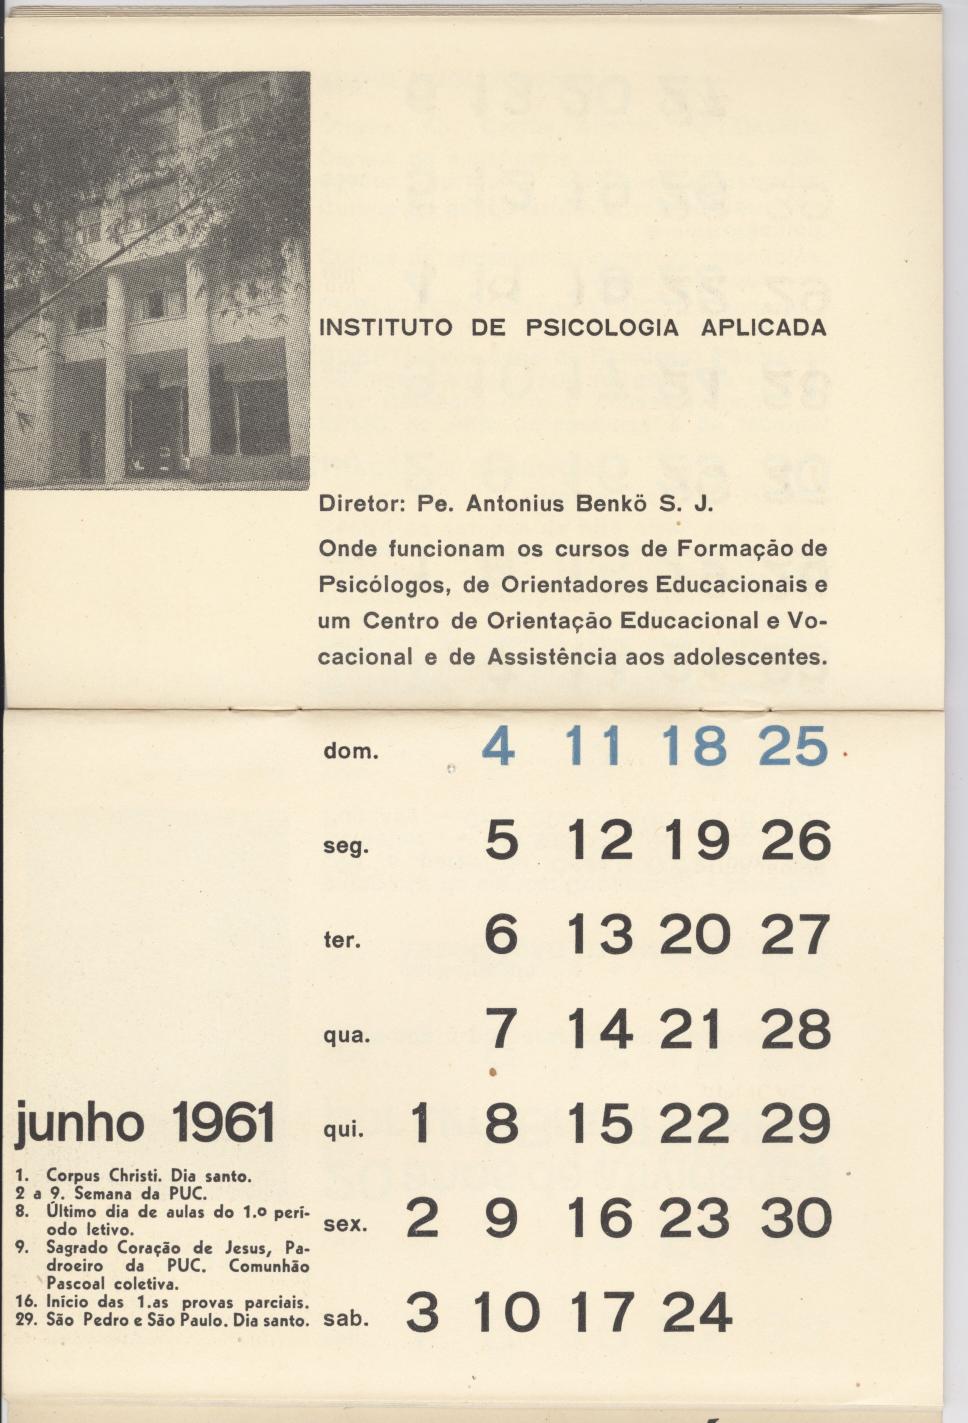 INSTITUTO DE PSICOLOGIA APLICADA
Diretor: Pe. Antonius Benkö S. J.
Onde funcionam os cursos de Formação de
Psicólogos, de Orientadores Educacionais e
um Centro de Orientação Educacional e Vo-
cacional e de Assistência aos adolescentes.
dom. 4 11 18 25
seg. 5 12 19 26
ter. 6 13 20 27
qua. 7 14 21 28
qui. 1 8 15 22 29
sex. 2 9 16 23 30
sab. 3 10 17 24
junho 1961
1. Corpus Christi. Dia santo.
2 a 9. Semana da PUC.
8. Último dia de aulas do 1.o perí-
odo letivo.
9. Sagrado Coração de Jesus, Pa-
droeiro da PUC. Comunhão
Pascoal coletiva.
16. Início das 1.as provas parciais.
29. São Pedro e São Paulo. Dia santo.